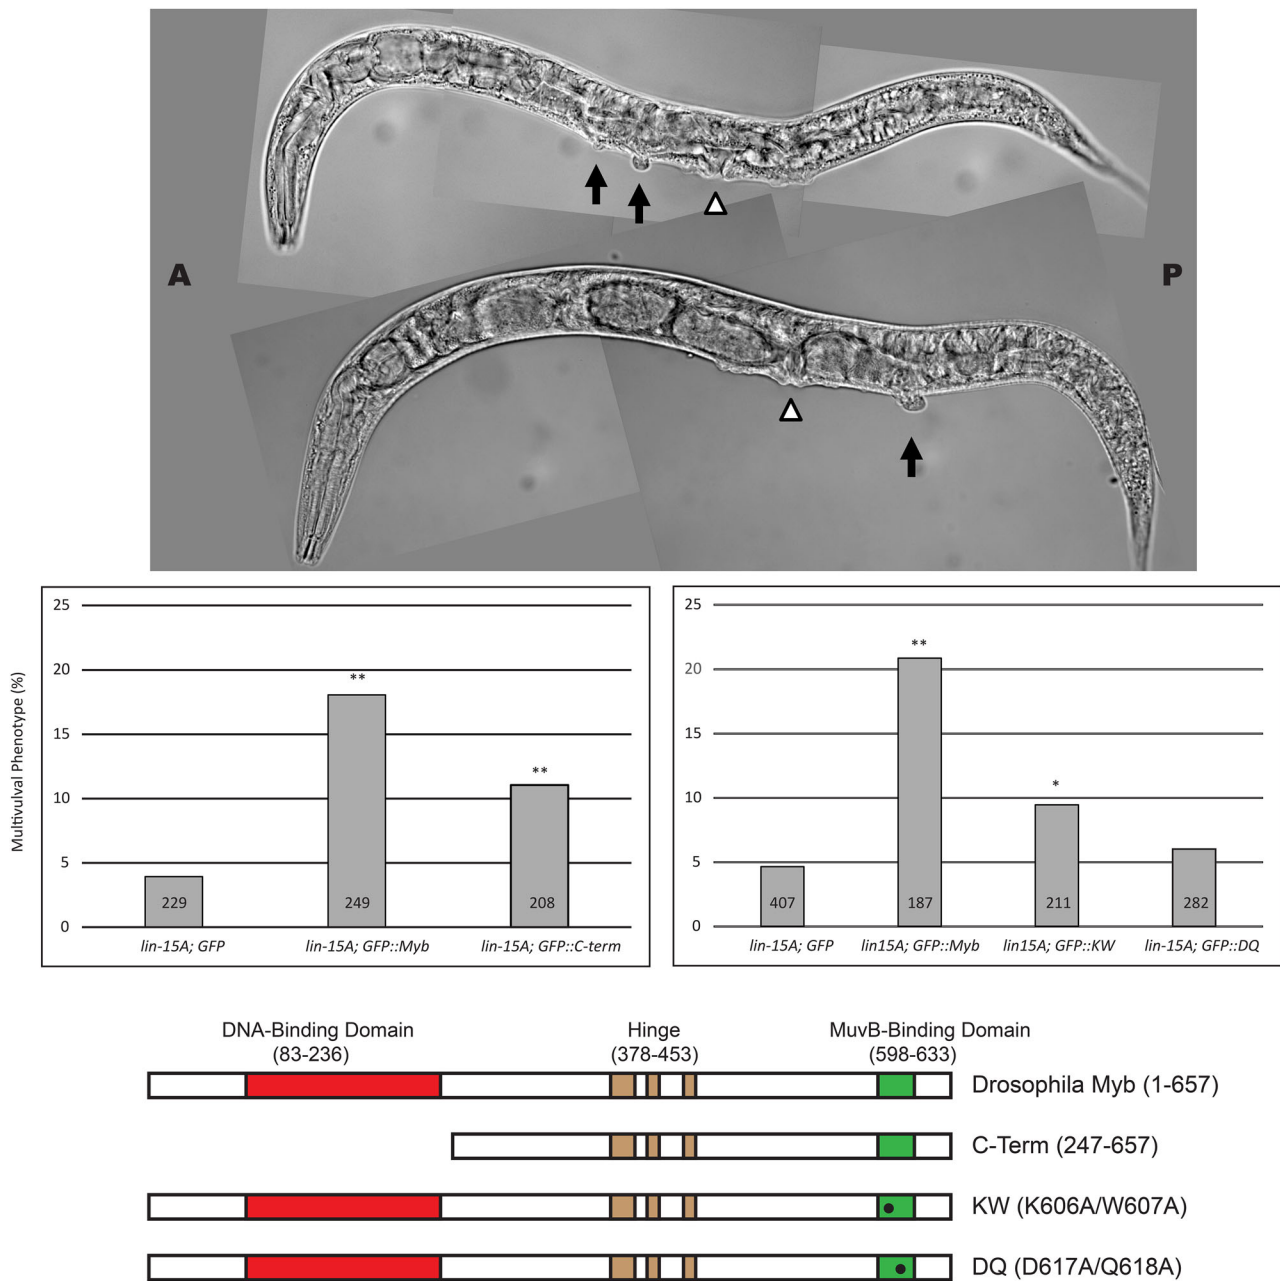 A
P
Multivulval Phenotype (%)
25
20
15
10
5
0
**
**
229
249
208
lin-15A; GFP
lin-15A; GFP::Myb
lin-15A; GFP::C-term
25
20
15
10
5
0
**
*
407
187
211
282
lin-15A; GFP
lin15A; GFP::Myb
lin15A; GFP::KW
lin-15A; GFP::DQ
DNA-Binding Domain
(83-236)
Hinge
(378-453)
MuvB-Binding Domain
(598-633)
Drosophila Myb (1-657)
C-Term (247-657)
KW (K606A/W607A)
DQ (D617A/Q618A)